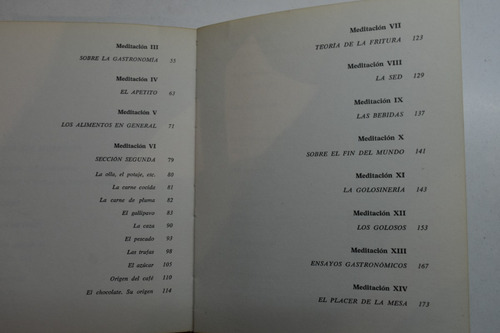 Meditación III
SOBRE LA GASTRONOMIA 55
Meditación IV
EL APETITO 63
Meditación V
LOS ALIMENTOS EN GENERAL 71
Meditación VI
SECCIÓN SEGUNDA 79
La olla, el potaje, etc. 80
La carne cocida 81
La carne de pluma 82
El gallipavo 83
La caza 90
El pescado 93
Las trufas 98
El azúcar 105
Origen del café 110
El chocolate. Su origen 114
Meditación VII
TEORÍA DE LA FRITURA 123
Meditación VIII
LA SED 129
Meditación IX
LAS BEBIDAS 137
Meditación X
SOBRE EL FIN DEL MUNDO 141
Meditación XI
LA GOLOSINERIA 143
Meditación XII
LOS GOLOSOS 153
Meditación XIII
ENSAYOS GASTRONÓMICOS 167
Meditación XIV
EL PLACER DE LA MESA 173